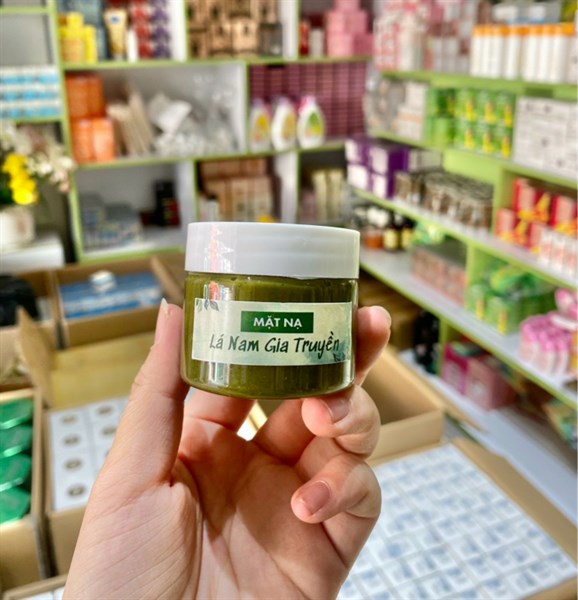 MẶT NẠ
Lá Nam Gia Truyền